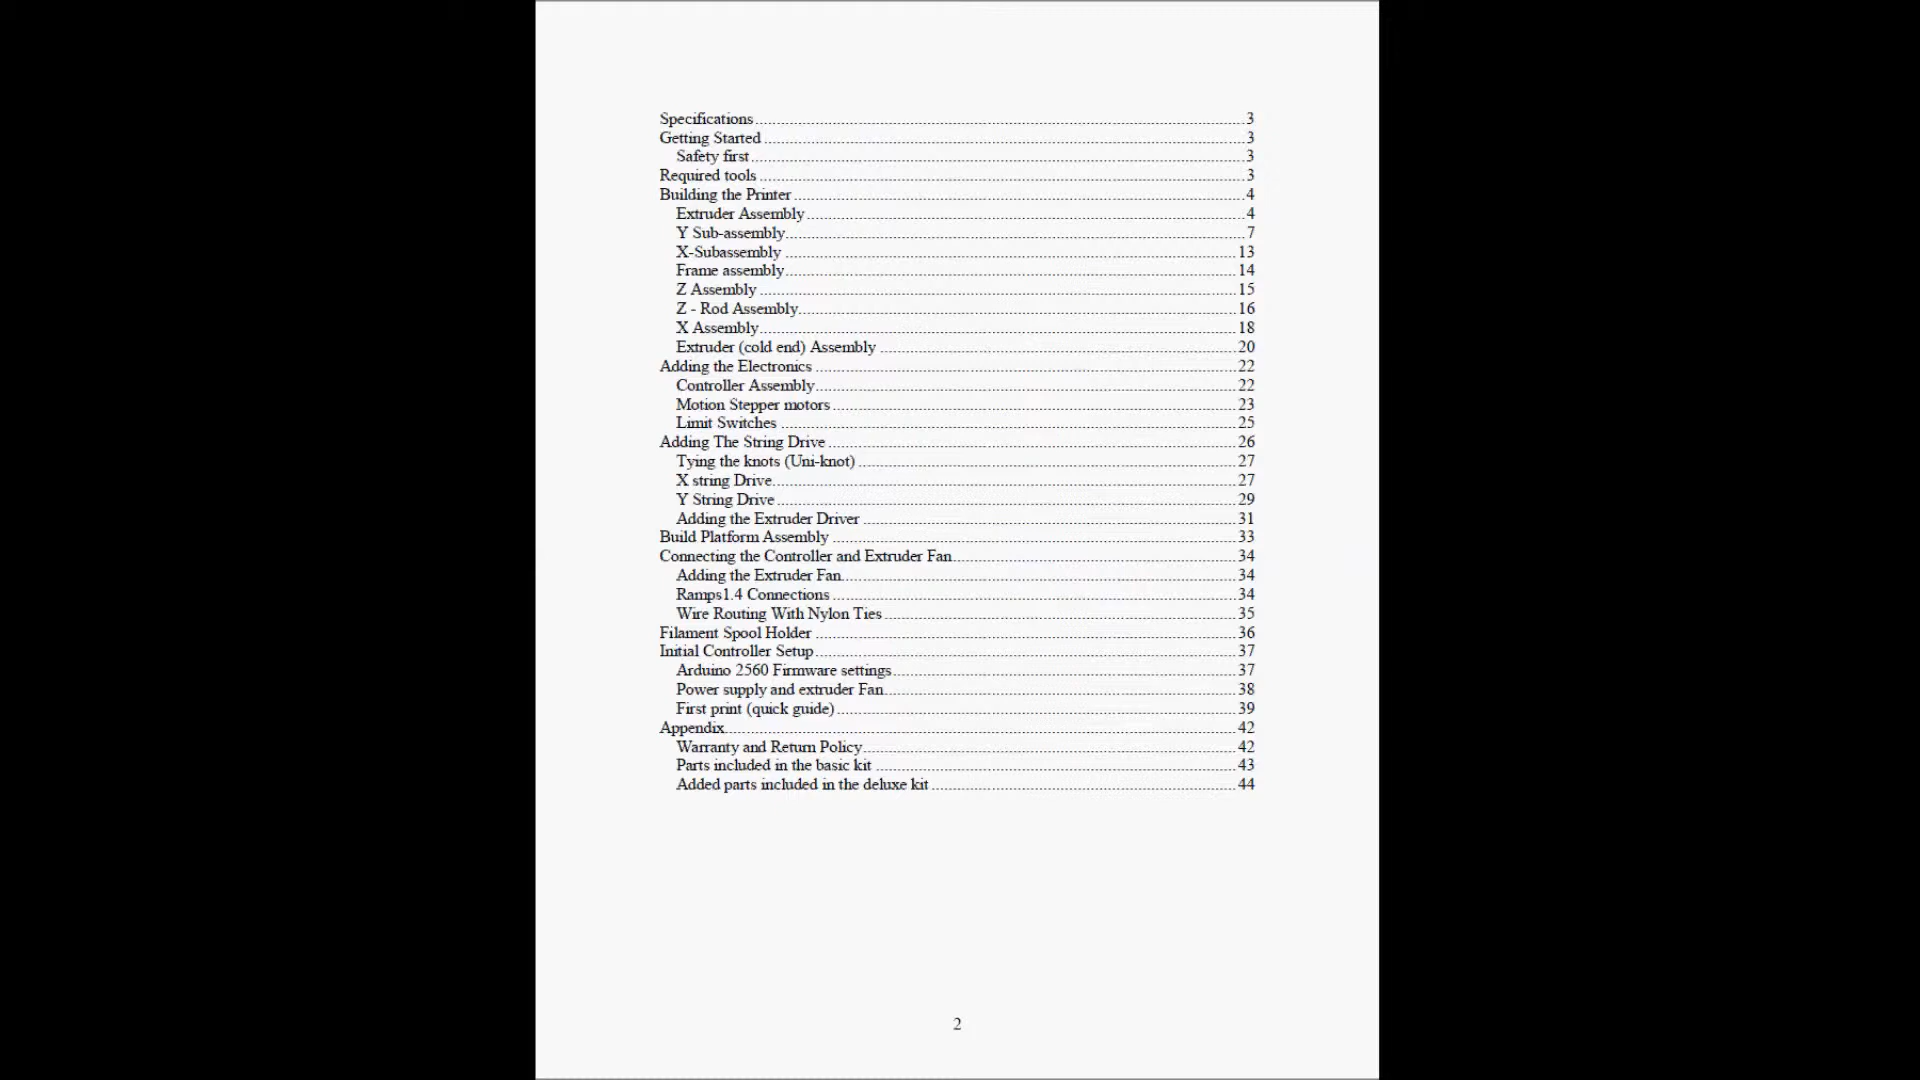 Specifications 3
Getting Started 3
Safety first 3
Required tools 3
Building the Printer 4
Extruder Assembly 4
Y Sub-assembly 7
X-Subassembly 13
Frame assembly 14
Z Assembly 15
Z - Rod Assembly 16
X Assembly 18
Extruder (cold end) Assembly 20
Adding the Electronics 22
Controller Assembly 22
Motion Stepper motors 23
Limit Switches 25
Adding The String Drive 26
Tying the knots (Uni-knot) 27
X string Drive 27
Y String Drive 29
Adding the Extruder Driver 31
Build Platform Assembly 33
Connecting the Controller and Extruder Fan 34
Adding the Extruder Fan 34
Ramps1.4 Connections 34
Wire Routing With Nylon Ties 35
Filament Spool Holder 36
Initial Controller Setup 37
Arduino 2560 Firmware settings 37
Power supply and extruder Fan 38
First print (quick guide) 39
Appendix 42
Warranty and Return Policy 42
Parts included in the basic kit 43
Added parts included in the deluxe kit 44
2